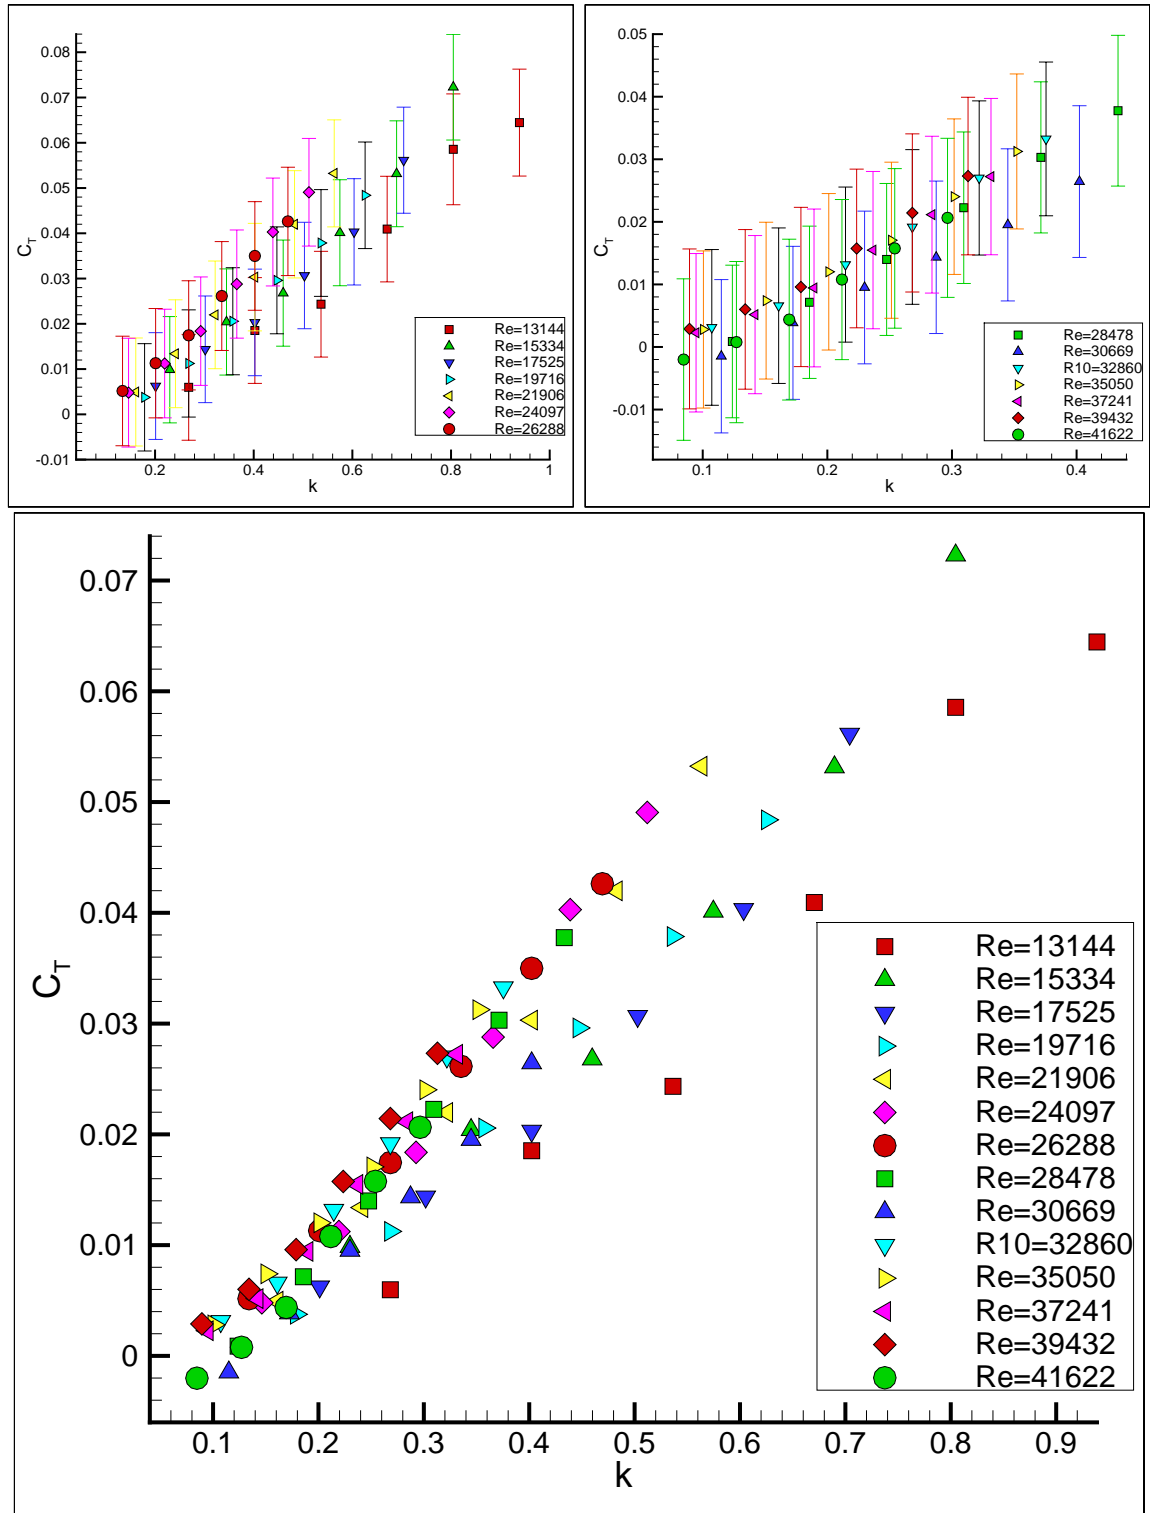 0.08
0.07
0.06
0.05
0.04
0.03
0.02
0.01
0
-0.01
C_T
0.2 0.4 0.6 0.8 1
k
Re=13144
Re=15334
Re=17525
Re=19716
Re=21906
Re=24097
Re=26288
0.05
0.04
0.03
0.02
0.01
0
-0.01
C_T
0.1 0.2 0.3 0.4
k
Re=28478
Re=30669
R10=32860
Re=35050
Re=37241
Re=39432
Re=41622
0.07
0.06
0.05
0.04
0.03
0.02
0.01
0
C_T
0.1 0.2 0.3 0.4 0.5 0.6 0.7 0.8 0.9
k
Re=13144
Re=15334
Re=17525
Re=19716
Re=21906
Re=24097
Re=26288
Re=28478
Re=30669
R10=32860
Re=35050
Re=37241
Re=39432
Re=41622